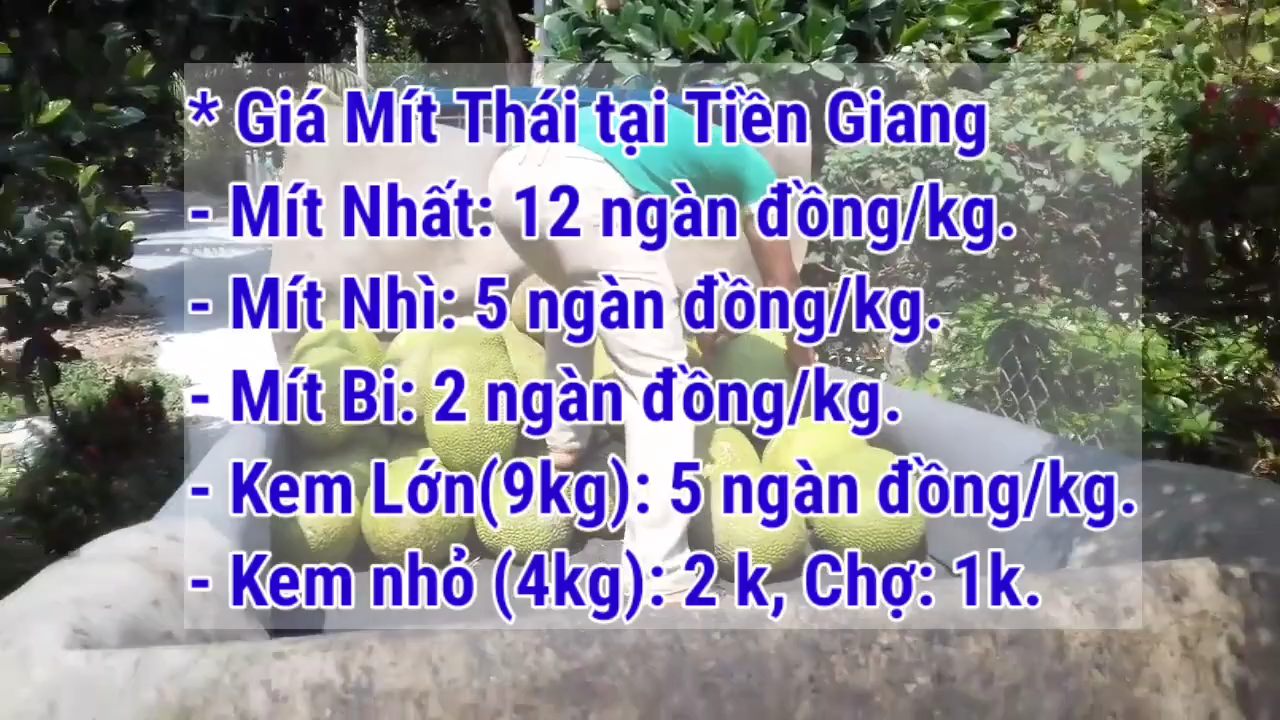 * Giá Mít Thái tại Tiền Giang
- Mít Nhất: 12 ngàn đồng/kg.
- Mít Nhì: 5 ngàn đồng/kg.
- Mít Bi: 2 ngàn đồng/kg.
- Kem Lớn(9kg): 5 ngàn đồng/kg.
- Kem nhỏ (4kg): 2 k, Chợ: 1k.